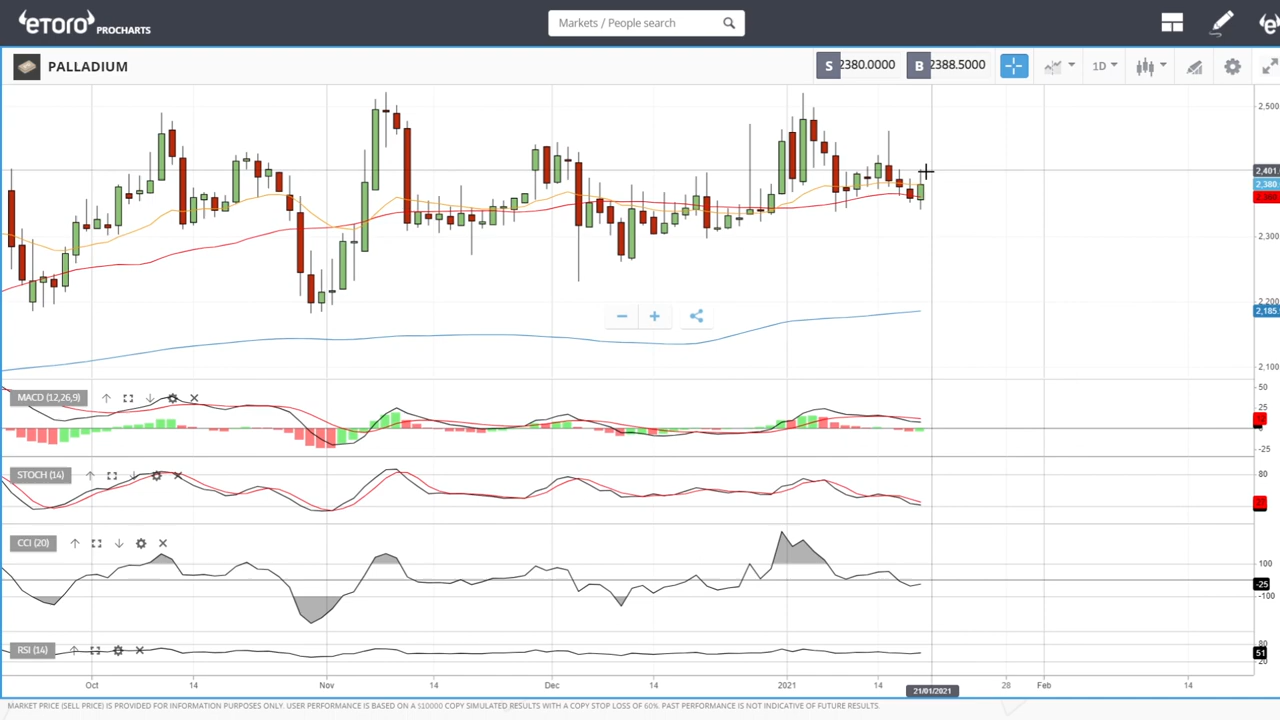 eToro PROCHARTS
Markets / People search
PALLADIUM
S 2380.0000 B 2388.5000
1D
2,500
2,401.
2,380
2,300
2,200
2,185.
2,100
MACD (12,26,9)
50
25
0
-25
STOCH (14)
80
CCI (20)
100
-25
-100
RSI (14)
80
51
20
Oct 14 Nov 14 Dec 14 2021 14 21/01/2021 28 Feb 14
MARKET PRICE (SELL PRICE) IS PROVIDED FOR INFORMATION PURPOSES ONLY. USER PERFORMANCE IS BASED ON A $10000 COPY SIMULATED RESULTS WITH A COPY STOP LOSS OF 60%. PAST PERFORMANCE IS NOT INDICATIVE OF FUTURE RESULTS.